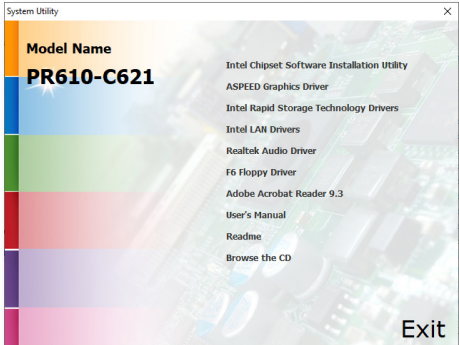 System Utility
Model Name
PR610-C621
Intel Chipset Software Installation Utility
ASPEED Graphics Driver
Intel Rapid Storage Technology Drivers
Intel LAN Drivers
Realtek Audio Driver
F6 Floppy Driver
Adobe Acrobat Reader 9.3
User's Manual
Readme
Browse the CD
Exit